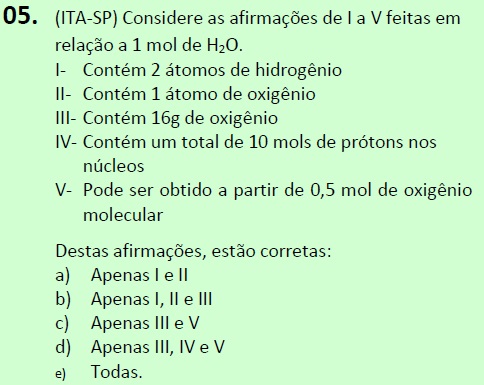 05. (ITA-SP) Considere as afirmações de I a V feitas em
relação a 1 mol de H₂O.
I- Contém 2 átomos de hidrogênio
II- Contém 1 átomo de oxigênio
III- Contém 16g de oxigênio
IV- Contém um total de 10 mols de prótons nos
núcleos
V- Pode ser obtido a partir de 0,5 mol de oxigênio
molecular
Destas afirmações, estão corretas:
a) Apenas I e II
b) Apenas I, II e III
c) Apenas III e V
d) Apenas III, IV e V
e) Todas.